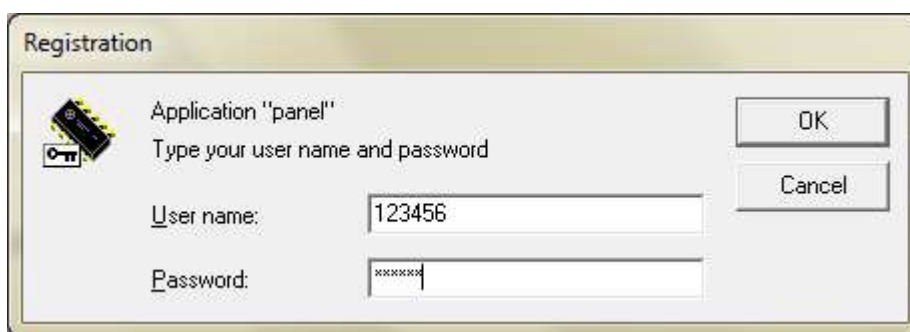 Registration
Application "panel"
Type your user name and password
OK
Cancel
User name:
123456
Password:
******